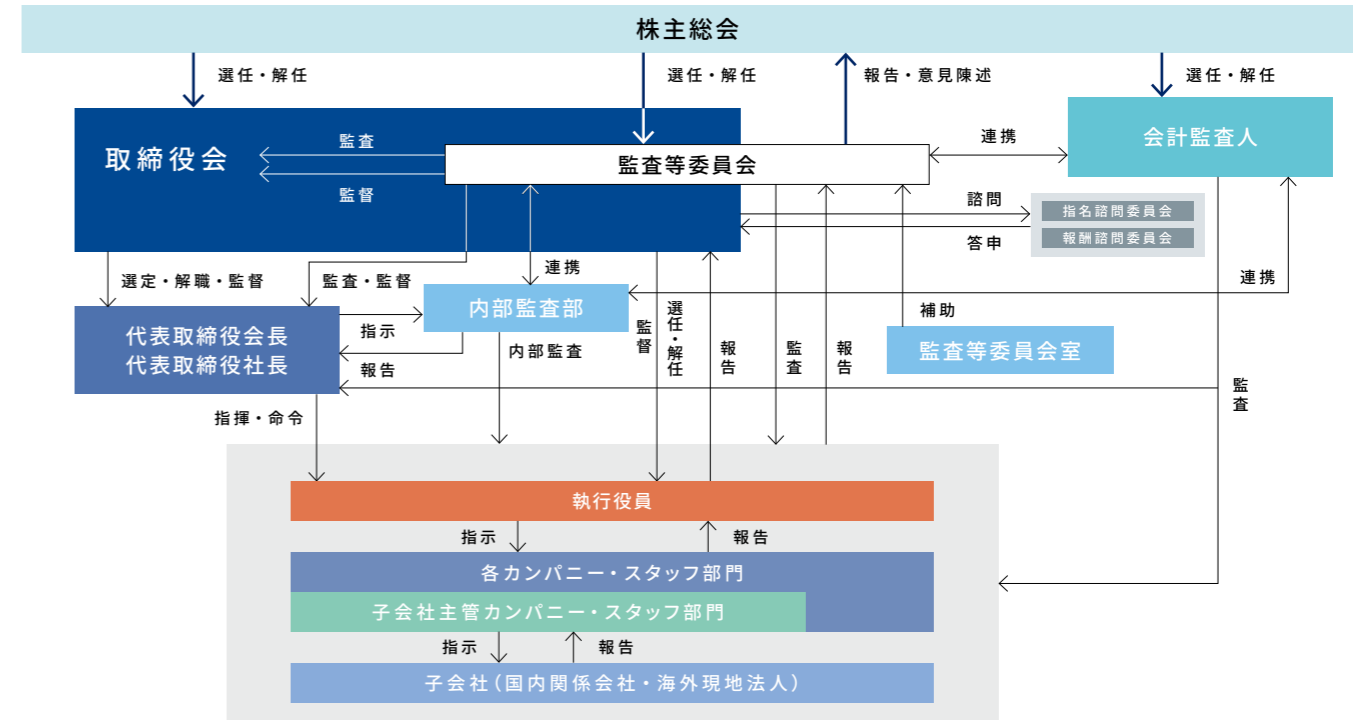 株主総会
選任・解任
選任・解任
報告・意見陳述
選任・解任
取締役会
監査
監督
監査等委員会
連携
会計監査人
諮問
答申
指名諮問委員会
報酬諮問委員会
選定・解職・監督
監査・監督
連携
連携
代表取締役会長
代表取締役社長
指示
報告
内部監査部
内部監査
監督
選任・解任
報告
監査
報告
補助
監査等委員会室
監査
指揮・命令
執行役員
指示
報告
各カンパニー・スタッフ部門
子会社主管カンパニー・スタッフ部門
指示
報告
子会社(国内関係会社・海外現地法人)